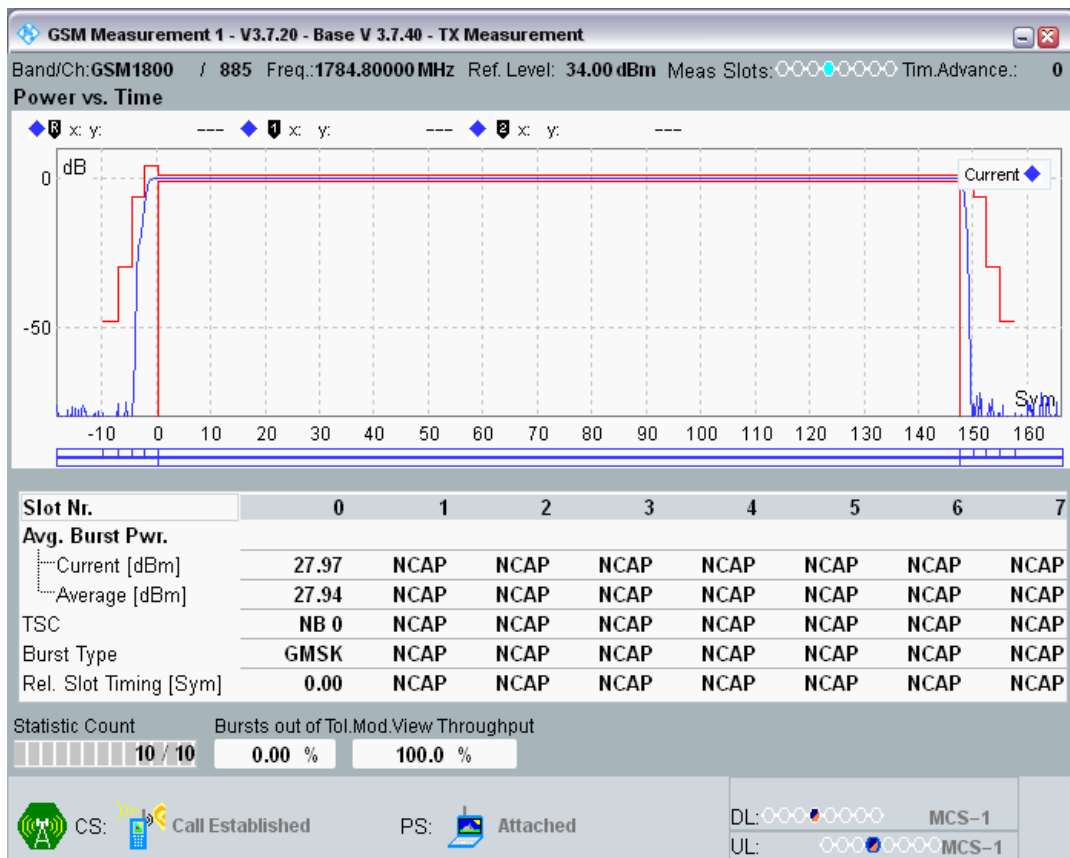 GSM Measurement 1 - V3.7.20 - Base V 3.7.40 - TX Measurement
Band/Ch:GSM1800 / 885 Freq.:1784.80000 MHz Ref. Level: 34.00 dBm Meas Slots: Tim.Advance.: 0
Power vs. Time
R x: y: --- 1 x: y: --- 2 x: y: ---
dB
Current
0
-50
Sym
-10 0 10 20 30 40 50 60 70 80 90 100 110 120 130 140 150 160
Slot Nr. 0 1 2 3 4 5 6 7
Avg. Burst Pwr.
Current [dBm] 27.97 NCAP NCAP NCAP NCAP NCAP NCAP NCAP
Average [dBm] 27.94 NCAP NCAP NCAP NCAP NCAP NCAP NCAP
TSC NB 0 NCAP NCAP NCAP NCAP NCAP NCAP NCAP
Burst Type GMSK NCAP NCAP NCAP NCAP NCAP NCAP NCAP
Rel. Slot Timing [Sym] 0.00 NCAP NCAP NCAP NCAP NCAP NCAP NCAP
Statistic Count Bursts out of Tol. Mod.View Throughput
10 / 10 0.00 % 100.0 %
CS: Call Established PS: Attached
DL: MCS-1
UL: MCS-1